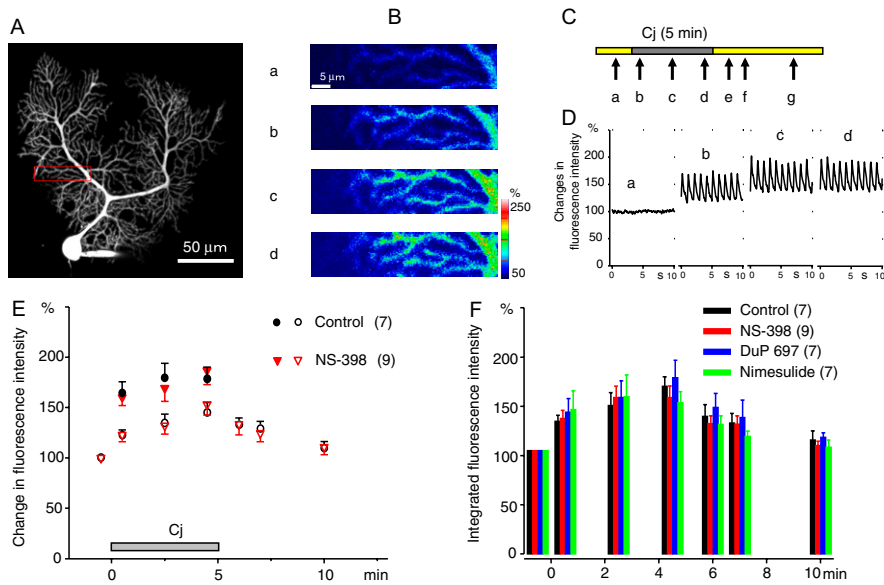 A
50 μm
B
a
5 μm
b
c
d
%
250
50
C
Cj (5 min)
a b c d e f g
D
%
200
150
100
50
0
Changes in
fluorescence intensity
a
b
c
d
0 5 s 10
0 5 s 10
0 5 s 10
0 5 s 10
E
%
200
150
100
50
0
Change in fluorescence intensity
Control (7)
NS-398 (9)
Cj
0 5 10 min
F
%
200
150
100
50
0
Integrated fluorescence intensity
Control (7)
NS-398 (9)
DuP 697 (7)
Nimesulide (7)
0 2 4 6 8 10 min